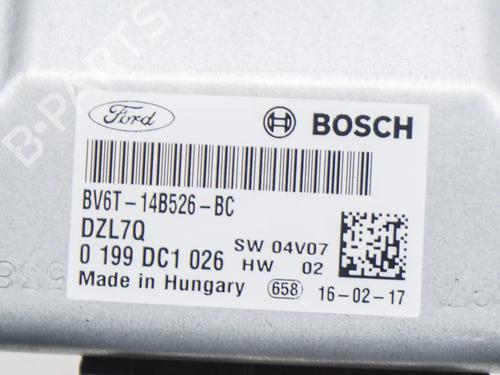 B-PARTS
Ford
BOSCH
BV6T-14B526-BC
DZL7Q
0 199 DC1 026 SW 04V07
HW 02
Made in Hungary 658 16-02-17